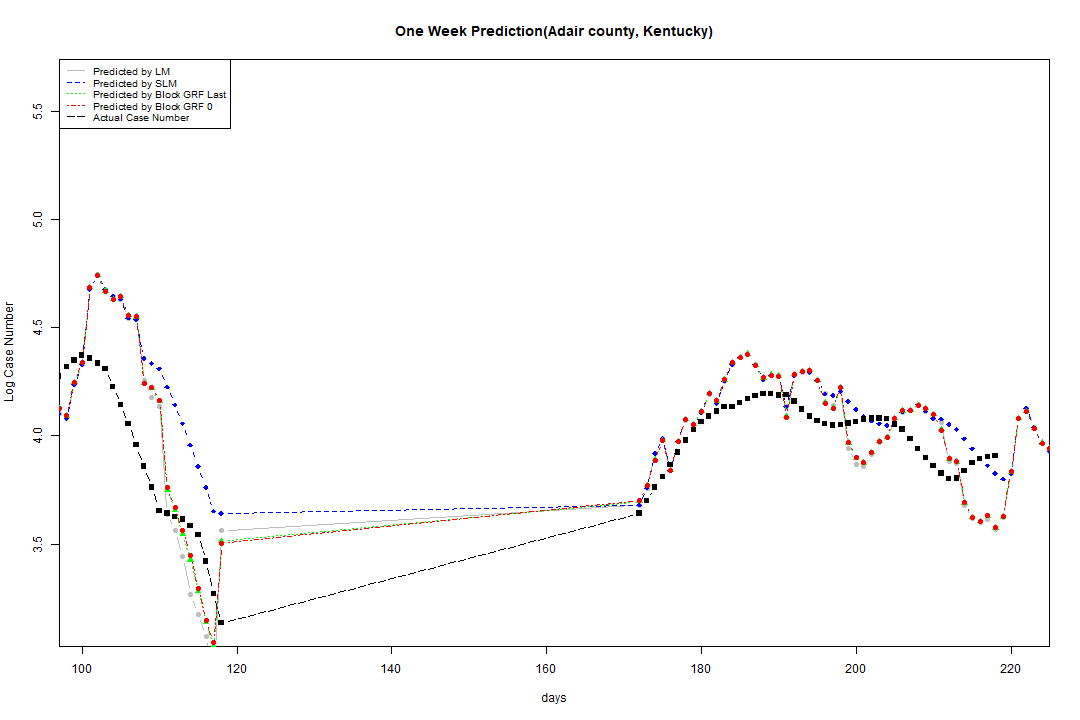 One Week Prediction(Adair county, Kentucky)
Predicted by LM
Predicted by SLM
Predicted by Block GRF Last
Predicted by Block GRF 0
Actual Case Number
5.5
5.0
4.5
4.0
3.5
Log Case Number
100 120 140 160 180 200 220
days